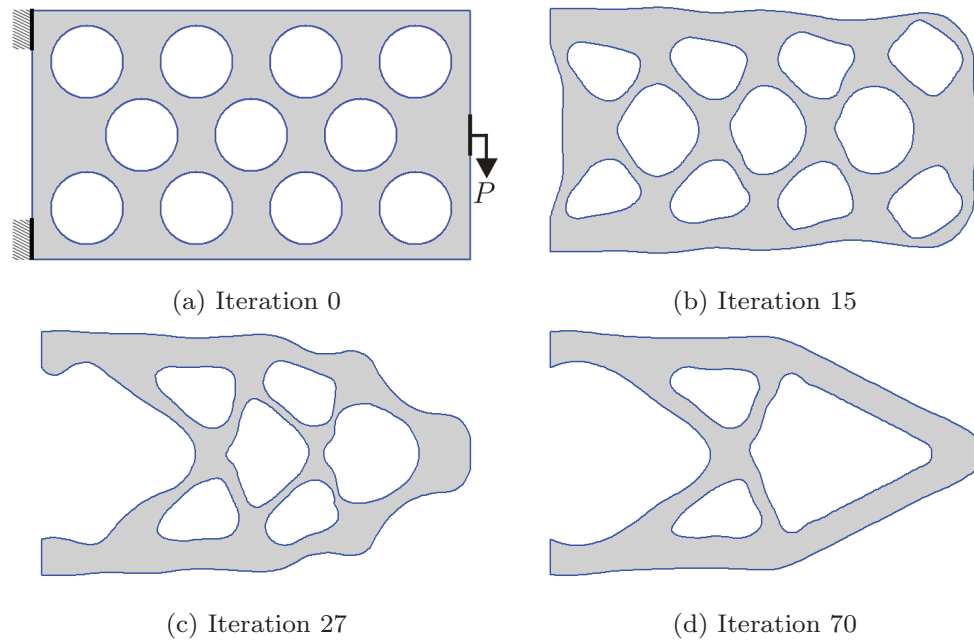 P
(a) Iteration 0
(b) Iteration 15
(c) Iteration 27
(d) Iteration 70